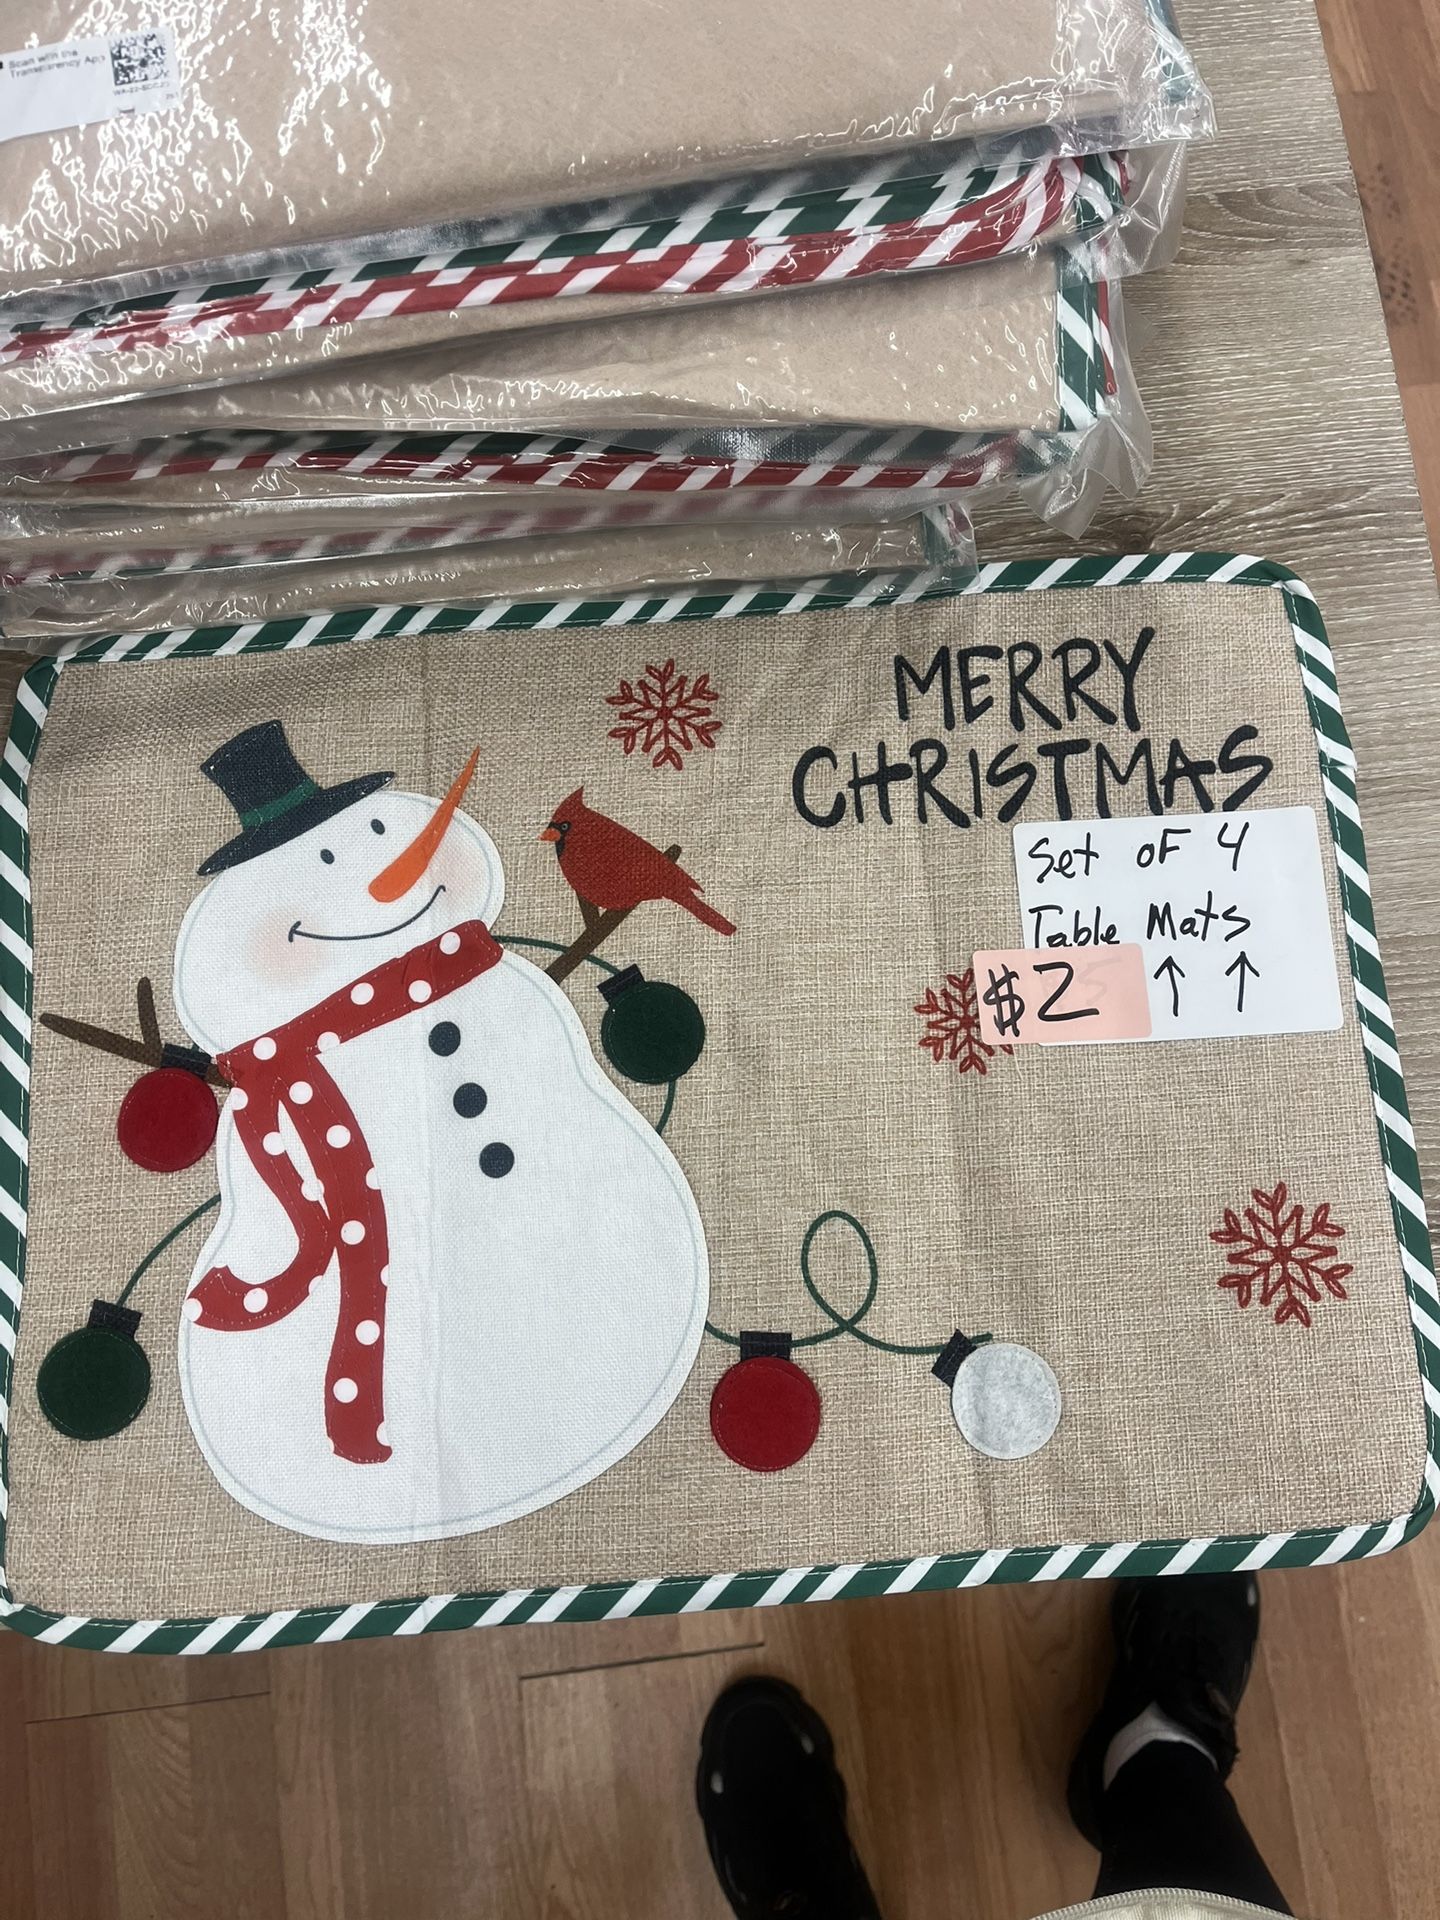 Scan with the
Transparency App
MERRY
CHRISTMAS
Set OF 4
Table Mats
$2 ↑ ↑